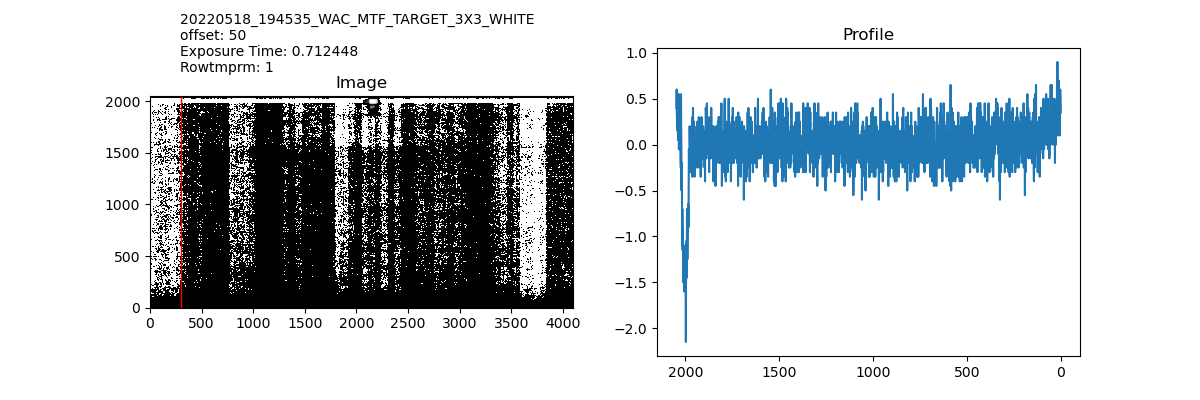 20220518_194535_WAC_MTF_TARGET_3X3_WHITE
offset: 50
Exposure Time: 0.712448
Rowtmprm: 1
Image
2000
1500
1000
500
0
0 500 1000 1500 2000 2500 3000 3500 4000
Profile
1.0
0.5
0.0
−0.5
−1.0
−1.5
−2.0
2000 1500 1000 500 0